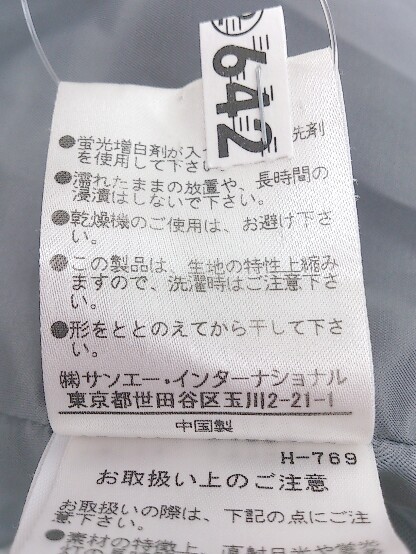 642
●蛍光増白剤が入 洗剤
を使用して下さ
●濡れたままの放置や、長時間の
浸漬はしないで下さい。
●乾燥機のご使用は、お避け下さ
い。
●この製品は、生地の特性上縮み
ますので、洗濯時はご注意下さ
い。
●形をととのえてから干して下さ
い。
㈱サンエー・インターナショナル
東京都世田谷区玉川2-21-1
中国製
H-769
お取扱い上のご注意
お取扱いの際は、下記の点にご注
意下さい。
●素材の特性上、